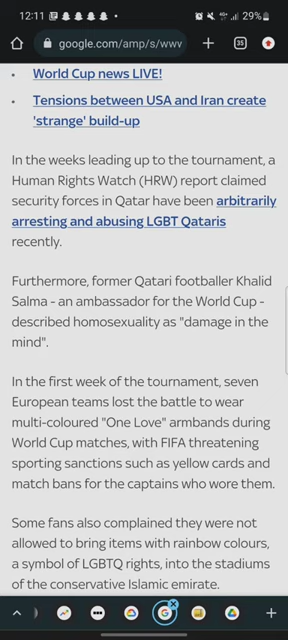 12:11
29%
google.com/amp/s/wwv
35
World Cup news LIVE!
Tensions between USA and Iran create
'strange' build-up
In the weeks leading up to the tournament, a
Human Rights Watch (HRW) report claimed
security forces in Qatar have been arbitrarily
arresting and abusing LGBT Qataris
recently.
Furthermore, former Qatari footballer Khalid
Salma - an ambassador for the World Cup -
described homosexuality as "damage in the
mind".
In the first week of the tournament, seven
European teams lost the battle to wear
multi-coloured "One Love" armbands during
World Cup matches, with FIFA threatening
sporting sanctions such as yellow cards and
match bans for the captains who wore them.
Some fans also complained they were not
allowed to bring items with rainbow colours,
a symbol of LGBTQ rights, into the stadiums
of the conservative Islamic emirate.